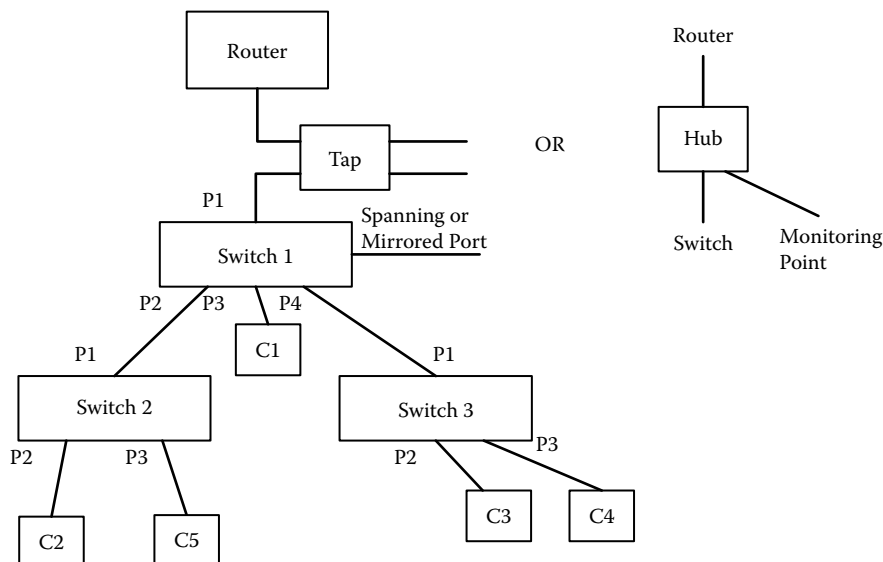 Router
Router
Hub
Tap
OR
P1
Spanning or
Mirrored Port
Switch
Monitoring
Point
Switch 1
P2
P3
P4
C1
P1
P1
Switch 2
Switch 3
P2
P3
P2
P3
C3
C4
C2
C5